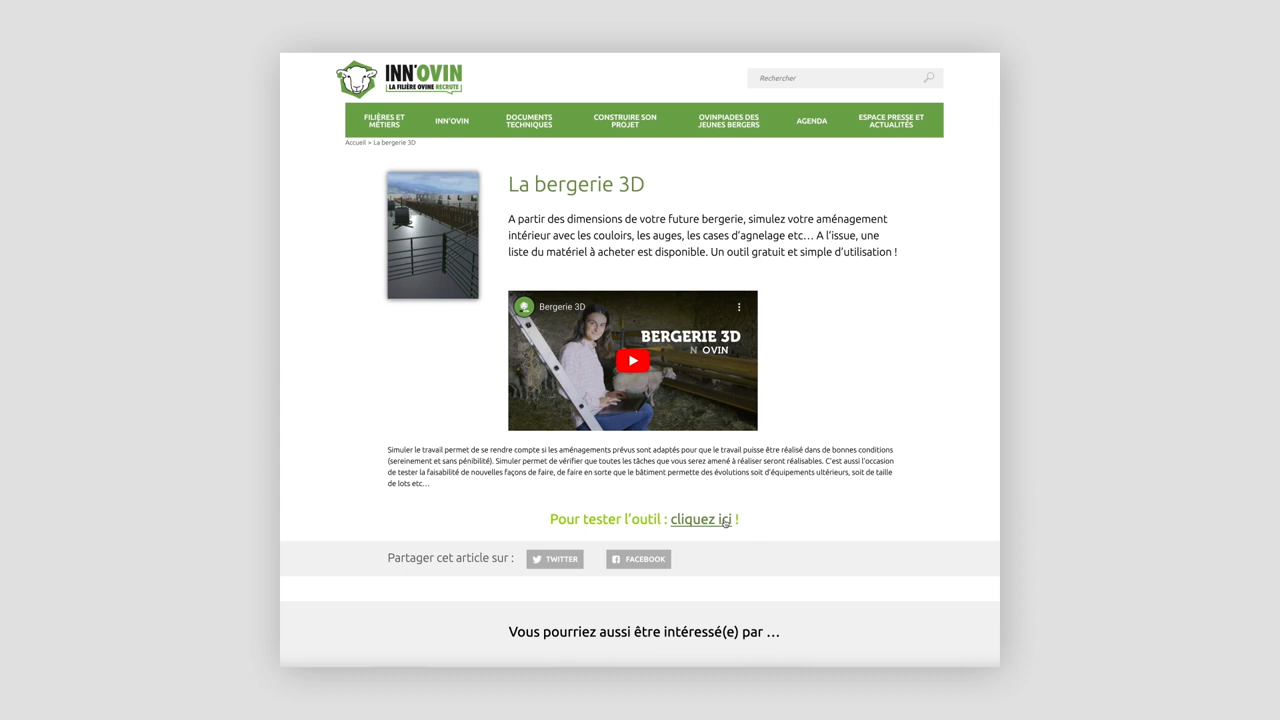 INN'OVIN
LA FILIÈRE OVINE RECRUTE
Rechercher
FILIÈRES ET
MÉTIERS
INN'OVIN
DOCUMENTS
TECHNIQUES
CONSTRUIRE SON
PROJET
OVINPIADES DES
JEUNES BERGERS
AGENDA
ESPACE PRESSE ET
ACTUALITÉS
Accueil > La bergerie 3D
La bergerie 3D
A partir des dimensions de votre future bergerie, simulez votre aménagement
intérieur avec les couloirs, les auges, les cases d'agnelage etc… A l'issue, une
liste du matériel à acheter est disponible. Un outil gratuit et simple d'utilisation !
Bergerie 3D
BERGERIE 3D
N OVIN
Simuler le travail permet de se rendre compte si les aménagements prévus sont adaptés pour que le travail puisse être réalisé dans de bonnes conditions
(sereinement et sans pénibilité). Simuler permet de vérifier que toutes les tâches que vous serez amené à réaliser seront réalisables. C'est aussi l'occasion
de tester la faisabilité de nouvelles façons de faire, de faire en sorte que le bâtiment permette des évolutions soit d'équipements ultérieurs, soit de taille
de lots etc…
Pour tester l'outil : cliquez ici !
Partager cet article sur :
TWITTER
FACEBOOK
Vous pourriez aussi être intéressé(e) par …